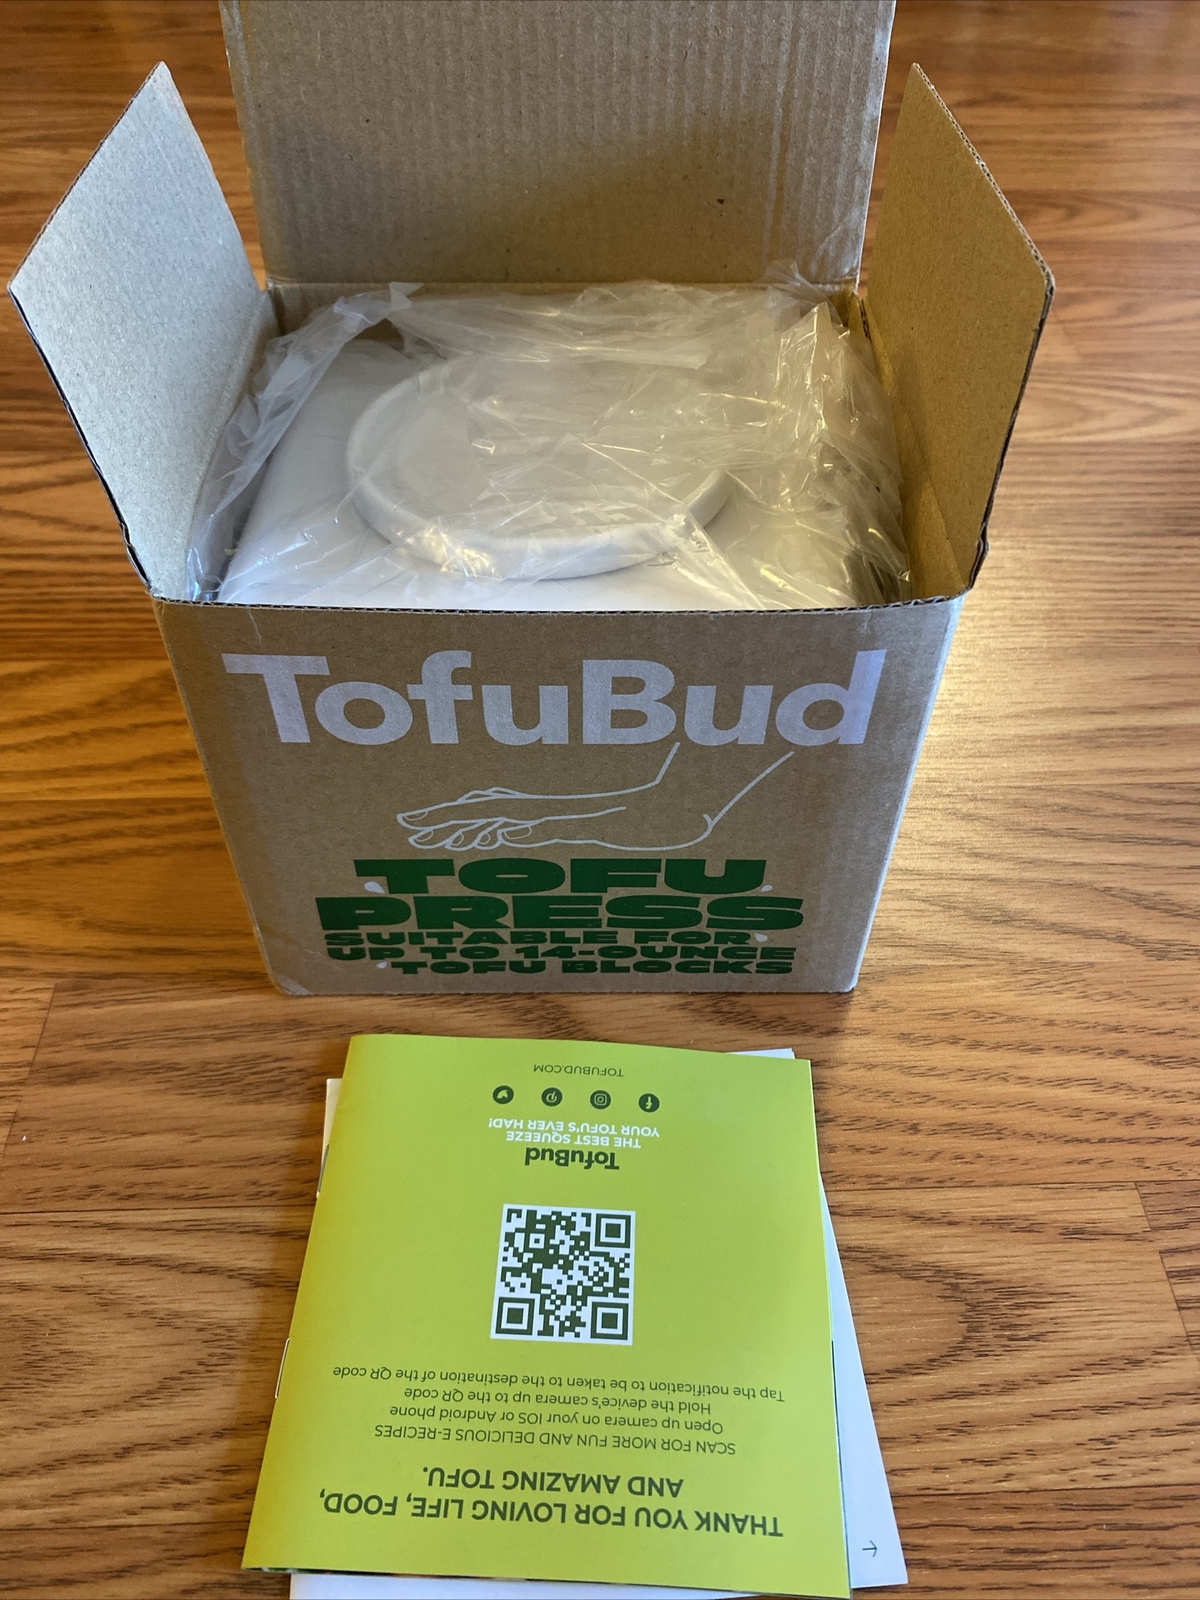 TofuBud
TOFU
PRESS
SUITABLE FOR
UP TO 14-OUNCE
TOFU BLOCKS
THANK YOU FOR LOVING LIFE, FOOD,
AND AMAZING TOFU.
SCAN FOR MORE FUN AND DELICIOUS E-RECIPES
Open up camera on your IOS or Android phone
Hold the device's camera up to the QR code
Tap the notification to be taken to the destination of the QR code
TofuBud
THE BEST SQUEEZE
YOUR TOFU'S EVER HAD!
TOFUBUD.COM